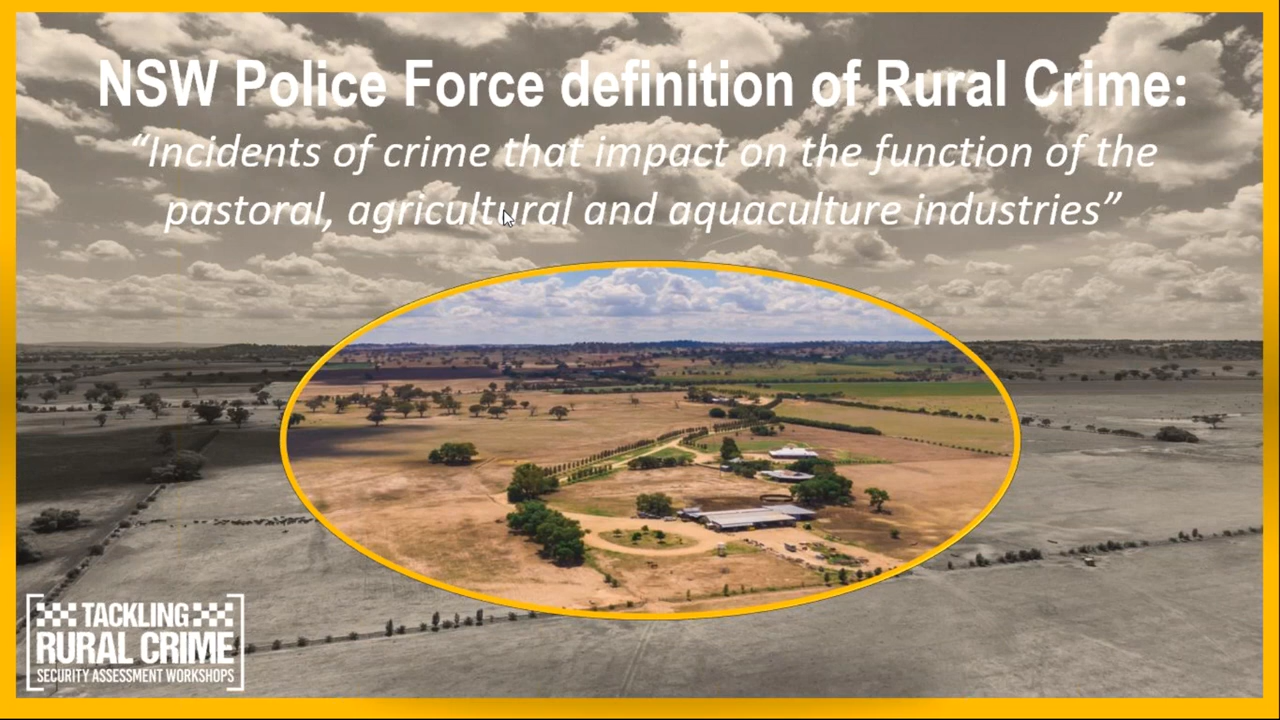 NSW Police Force definition of Rural Crime:
“Incidents of crime that impact on the function of the
pastoral, agricultural and aquaculture industries”
TACKLING
RURAL CRIME
SECURITY ASSESSMENT WORKSHOPS